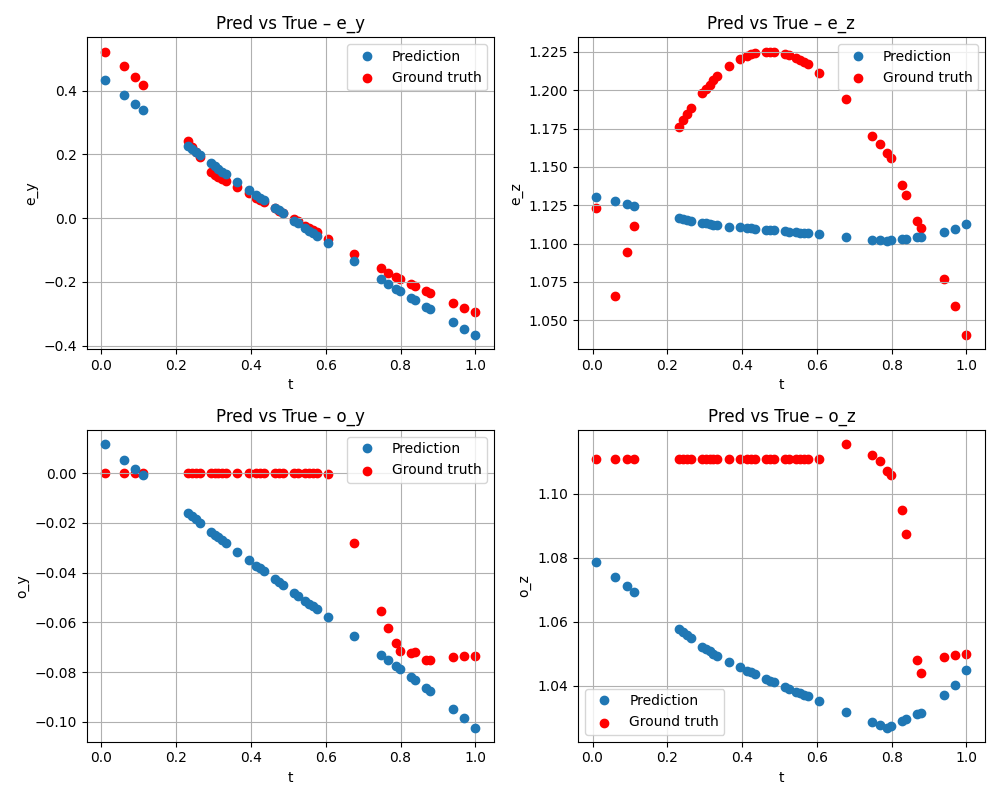 Pred vs True – e_y
Prediction
Ground truth
0.4
0.2
0.0
−0.2
−0.4
0.0 0.2 0.4 0.6 0.8 1.0
e_y
t
Pred vs True – e_z
Prediction
Ground truth
1.225
1.200
1.175
1.150
1.125
1.100
1.075
1.050
0.0 0.2 0.4 0.6 0.8 1.0
e_z
t
Pred vs True – o_y
Prediction
Ground truth
0.00
−0.02
−0.04
−0.06
−0.08
−0.10
0.0 0.2 0.4 0.6 0.8 1.0
o_y
t
Pred vs True – o_z
1.10
1.08
1.06
1.04
Prediction
Ground truth
0.0 0.2 0.4 0.6 0.8 1.0
o_z
t